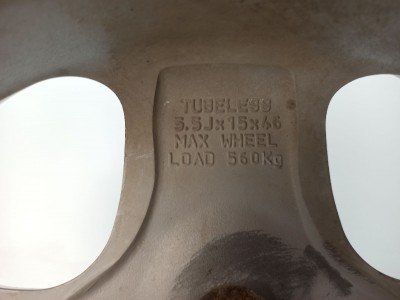 TUBELESS
5.5Jx15x46
MAX WHEEL
LOAD 560Kg